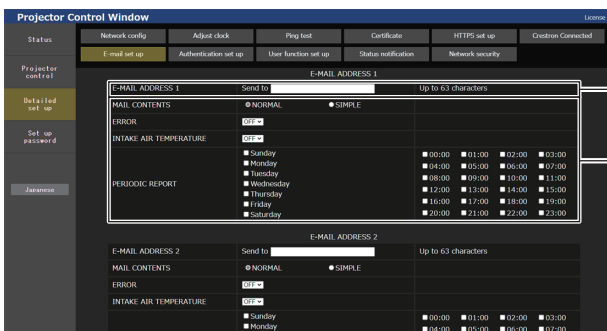 Projector Control Window
License
Status
Network config
Adjust clock
Ping test
Certificate
HTTPS set up
Crestron Connected
E-mail set up
Authentication set up
User function set up
Status notification
Network security
Projector control
Detailed set up
Set up password
Japanese
E-MAIL ADDRESS 1
E-MAIL ADDRESS 1 Send to Up to 63 characters
MAIL CONTENTS NORMAL SIMPLE
ERROR OFF
INTAKE AIR TEMPERATURE OFF
PERIODIC REPORT
Sunday 00:00 01:00 02:00 03:00
Monday 04:00 05:00 06:00 07:00
Tuesday 08:00 09:00 10:00 11:00
Wednesday 12:00 13:00 14:00 15:00
Thursday 16:00 17:00 18:00 19:00
Friday 20:00 21:00 22:00 23:00
Saturday
E-MAIL ADDRESS 2
E-MAIL ADDRESS 2 Send to Up to 63 characters
MAIL CONTENTS NORMAL SIMPLE
ERROR OFF
INTAKE AIR TEMPERATURE OFF
Sunday 00:00 01:00 02:00 03:00
Monday 04:00 05:00 06:00 07:00